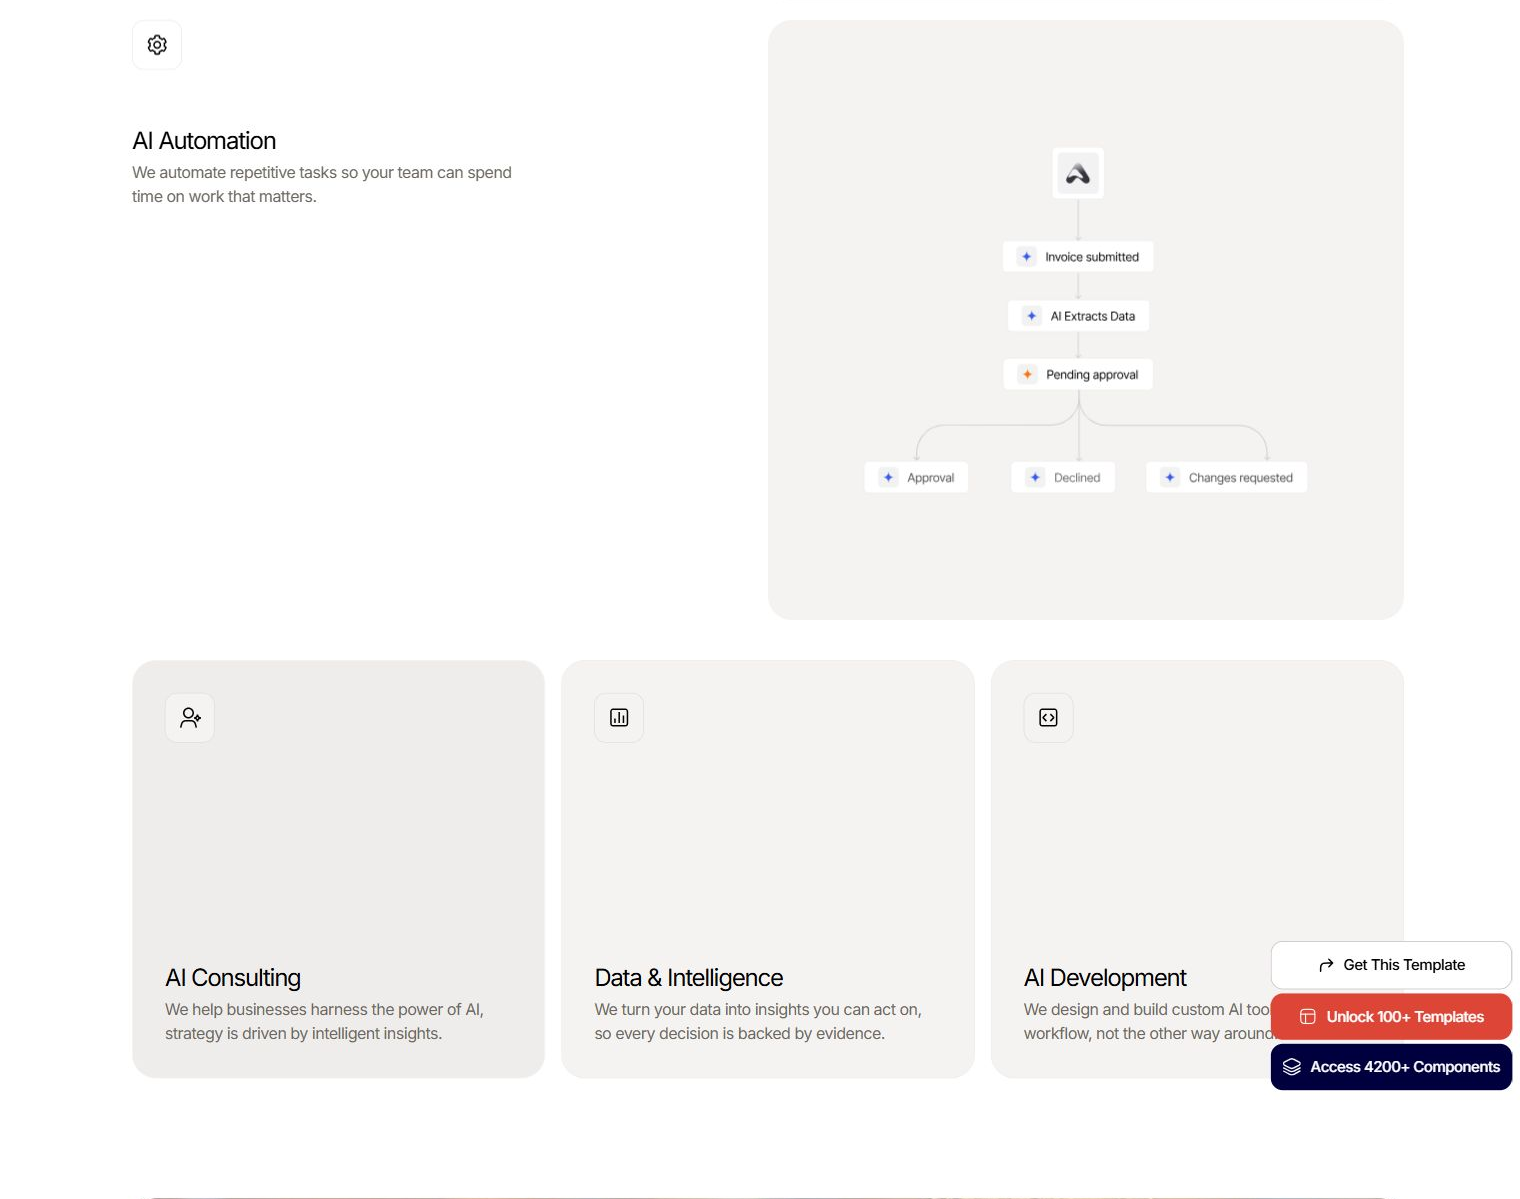 AI Automation
We automate repetitive tasks so your team can spend
time on work that matters.
Invoice submitted
AI Extracts Data
Pending approval
Approval
Declined
Changes requested
AI Consulting
We help businesses harness the power of AI,
strategy is driven by intelligent insights.
Data & Intelligence
We turn your data into insights you can act on,
so every decision is backed by evidence.
AI Development
We design and build custom AI
workflow, not the other way around.
Get This Template
Unlock 100+ Templates
Access 4200+ Components